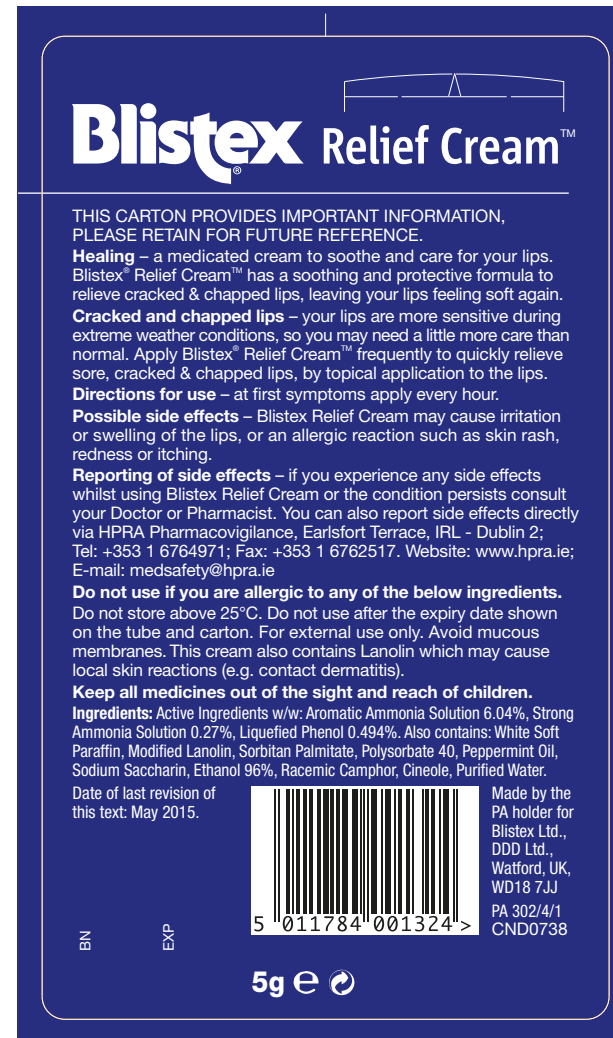 Blistex® Relief Cream™
THIS CARTON PROVIDES IMPORTANT INFORMATION,
PLEASE RETAIN FOR FUTURE REFERENCE.
Healing – a medicated cream to soothe and care for your lips.
Blistex® Relief Cream™ has a soothing and protective formula to
relieve cracked & chapped lips, leaving your lips feeling soft again.
Cracked and chapped lips – your lips are more sensitive during
extreme weather conditions, so you may need a little more care than
normal. Apply Blistex® Relief Cream™ frequently to quickly relieve
sore, cracked & chapped lips, by topical application to the lips.
Directions for use – at first symptoms apply every hour.
Possible side effects – Blistex Relief Cream may cause irritation
or swelling of the lips, or an allergic reaction such as skin rash,
redness or itching.
Reporting of side effects – if you experience any side effects
whilst using Blistex Relief Cream or the condition persists consult
your Doctor or Pharmacist. You can also report side effects directly
via HPRA Pharmacovigilance, Earlsfort Terrace, IRL - Dublin 2;
Tel: +353 1 6764971; Fax: +353 1 6762517. Website: www.hpra.ie;
E-mail: medsafety@hpra.ie
Do not use if you are allergic to any of the below ingredients.
Do not store above 25°C. Do not use after the expiry date shown
on the tube and carton. For external use only. Avoid mucous
membranes. This cream also contains Lanolin which may cause
local skin reactions (e.g. contact dermatitis).
Keep all medicines out of the sight and reach of children.
Ingredients: Active Ingredients w/w: Aromatic Ammonia Solution 6.04%, Strong
Ammonia Solution 0.27%, Liquefied Phenol 0.494%. Also contains: White Soft
Paraffin, Modified Lanolin, Sorbitan Palmitate, Polysorbate 40, Peppermint Oil,
Sodium Saccharin, Ethanol 96%, Racemic Camphor, Cineole, Purified Water.
Date of last revision of
this text: May 2015.
BN
EXP
5 011784 001324 >
Made by the
PA holder for
Blistex Ltd.,
DDD Ltd.,
Watford, UK,
WD18 7JJ
PA 302/4/1
CND0738
5g ℮